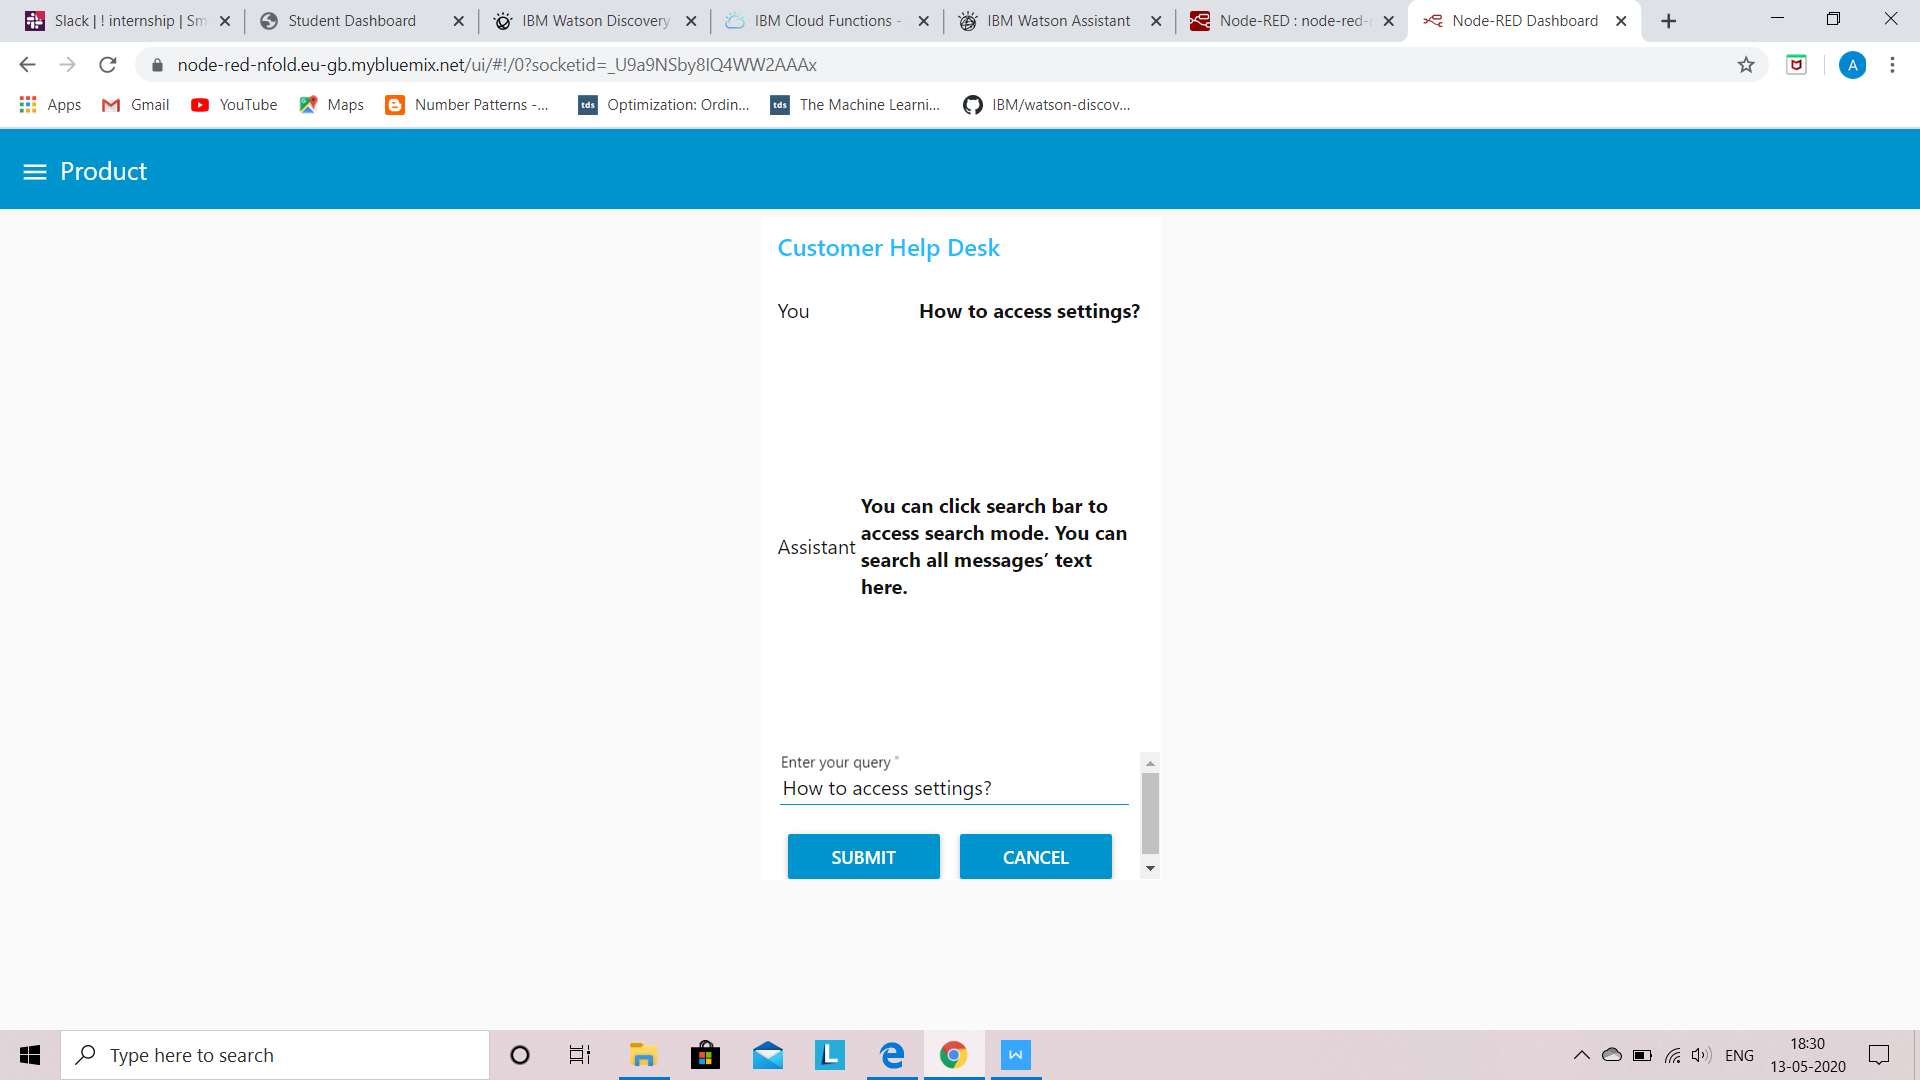 Slack | ! internship | Sm
Student Dashboard
IBM Watson Discovery
IBM Cloud Functions -
IBM Watson Assistant
Node-RED : node-red-
Node-RED Dashboard
node-red-nfold.eu-gb.mybluemix.net/ui/#!/0?socketid=_U9a9NSby8IQ4WW2AAAx
A
Apps
Gmail
YouTube
Maps
Number Patterns -...
tds
Optimization: Ordin...
tds
The Machine Learni...
IBM/watson-discov...
Product
Customer Help Desk
You
How to access settings?
Assistant
You can click search bar to
access search mode. You can
search all messages’ text
here.
Enter your query *
How to access settings?
SUBMIT
CANCEL
Type here to search
L
W
ENG
18:30
13-05-2020